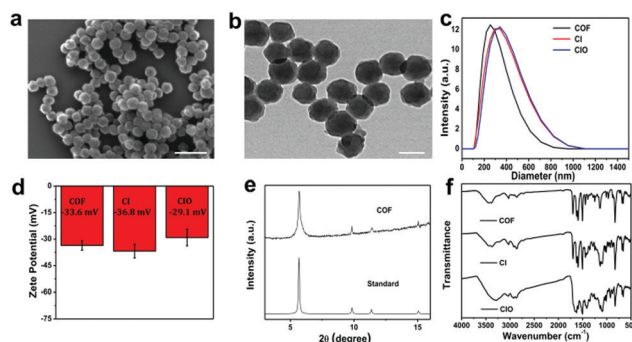 a
b
c
Intensity (a.u.)
12
10
8
6
4
2
0
COF
CI
CIO
0 200 400 600 800 1000 1200 1400
Diameter (nm)
d
Zete Potential (mV)
0
-15
-30
-45
-60
-75
COF
-33.6 mV
CI
-36.8 mV
CIO
-29.1 mV
e
Intensity (a.u.)
COF
Standard
5 10 15
2θ (degree)
f
Transmittance
COF
CI
CIO
4000 3500 3000 2500 2000 1500 1000 500
Wavenumber (cm-1)